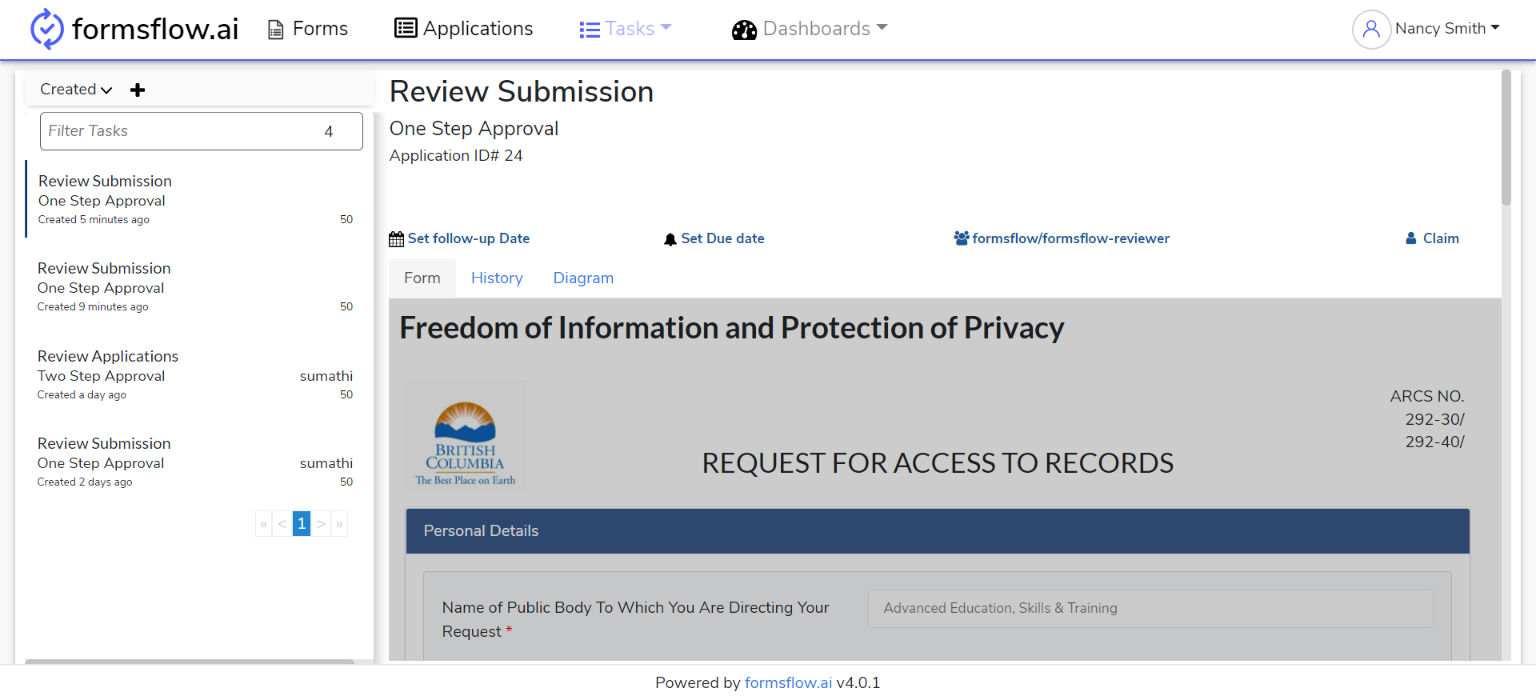 formsflow.ai Forms Applications Tasks Dashboards Nancy Smith
Created
Filter Tasks 4
Review Submission
One Step Approval
Created 5 minutes ago 50
Review Submission
One Step Approval
Created 9 minutes ago 50
Review Applications
Two Step Approval sumathi
Created a day ago 50
Review Submission
One Step Approval sumathi
Created 2 days ago 50
« < 1 > »
Review Submission
One Step Approval
Application ID# 24
Set follow-up Date Set Due date formsflow/formsflow-reviewer Claim
Form History Diagram
Freedom of Information and Protection of Privacy
BRITISH
COLUMBIA
The Best Place on Earth
REQUEST FOR ACCESS TO RECORDS
ARCS NO.
292-30/
292-40/
Personal Details
Name of Public Body To Which You Are Directing Your
Request *
Advanced Education, Skills & Training
Powered by formsflow.ai v4.0.1